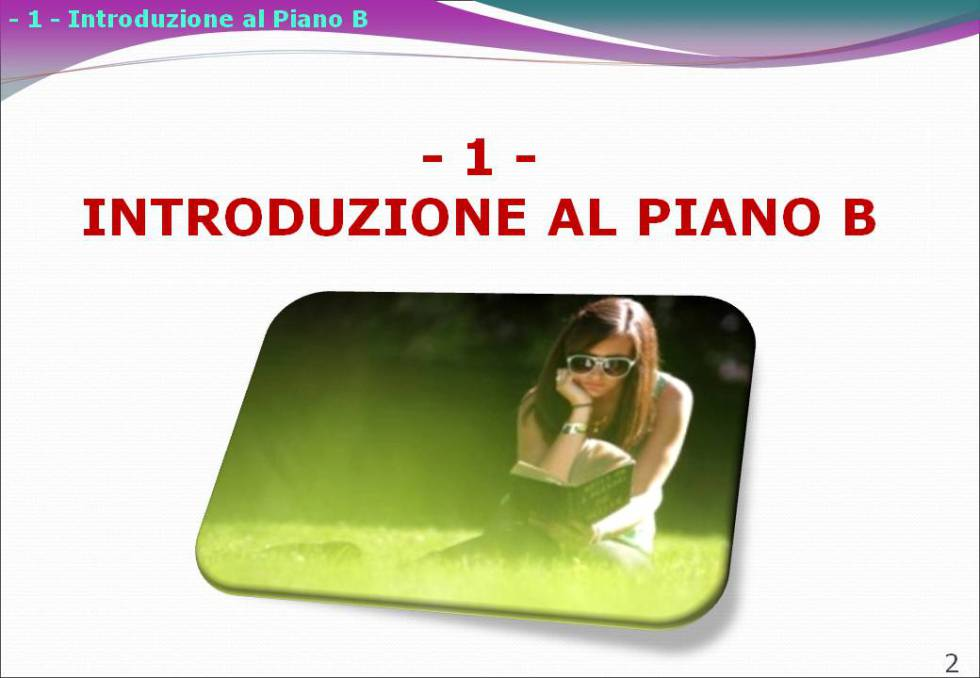 - 1 - Introduzione al Piano B
- 1 -
INTRODUZIONE AL PIANO B
2